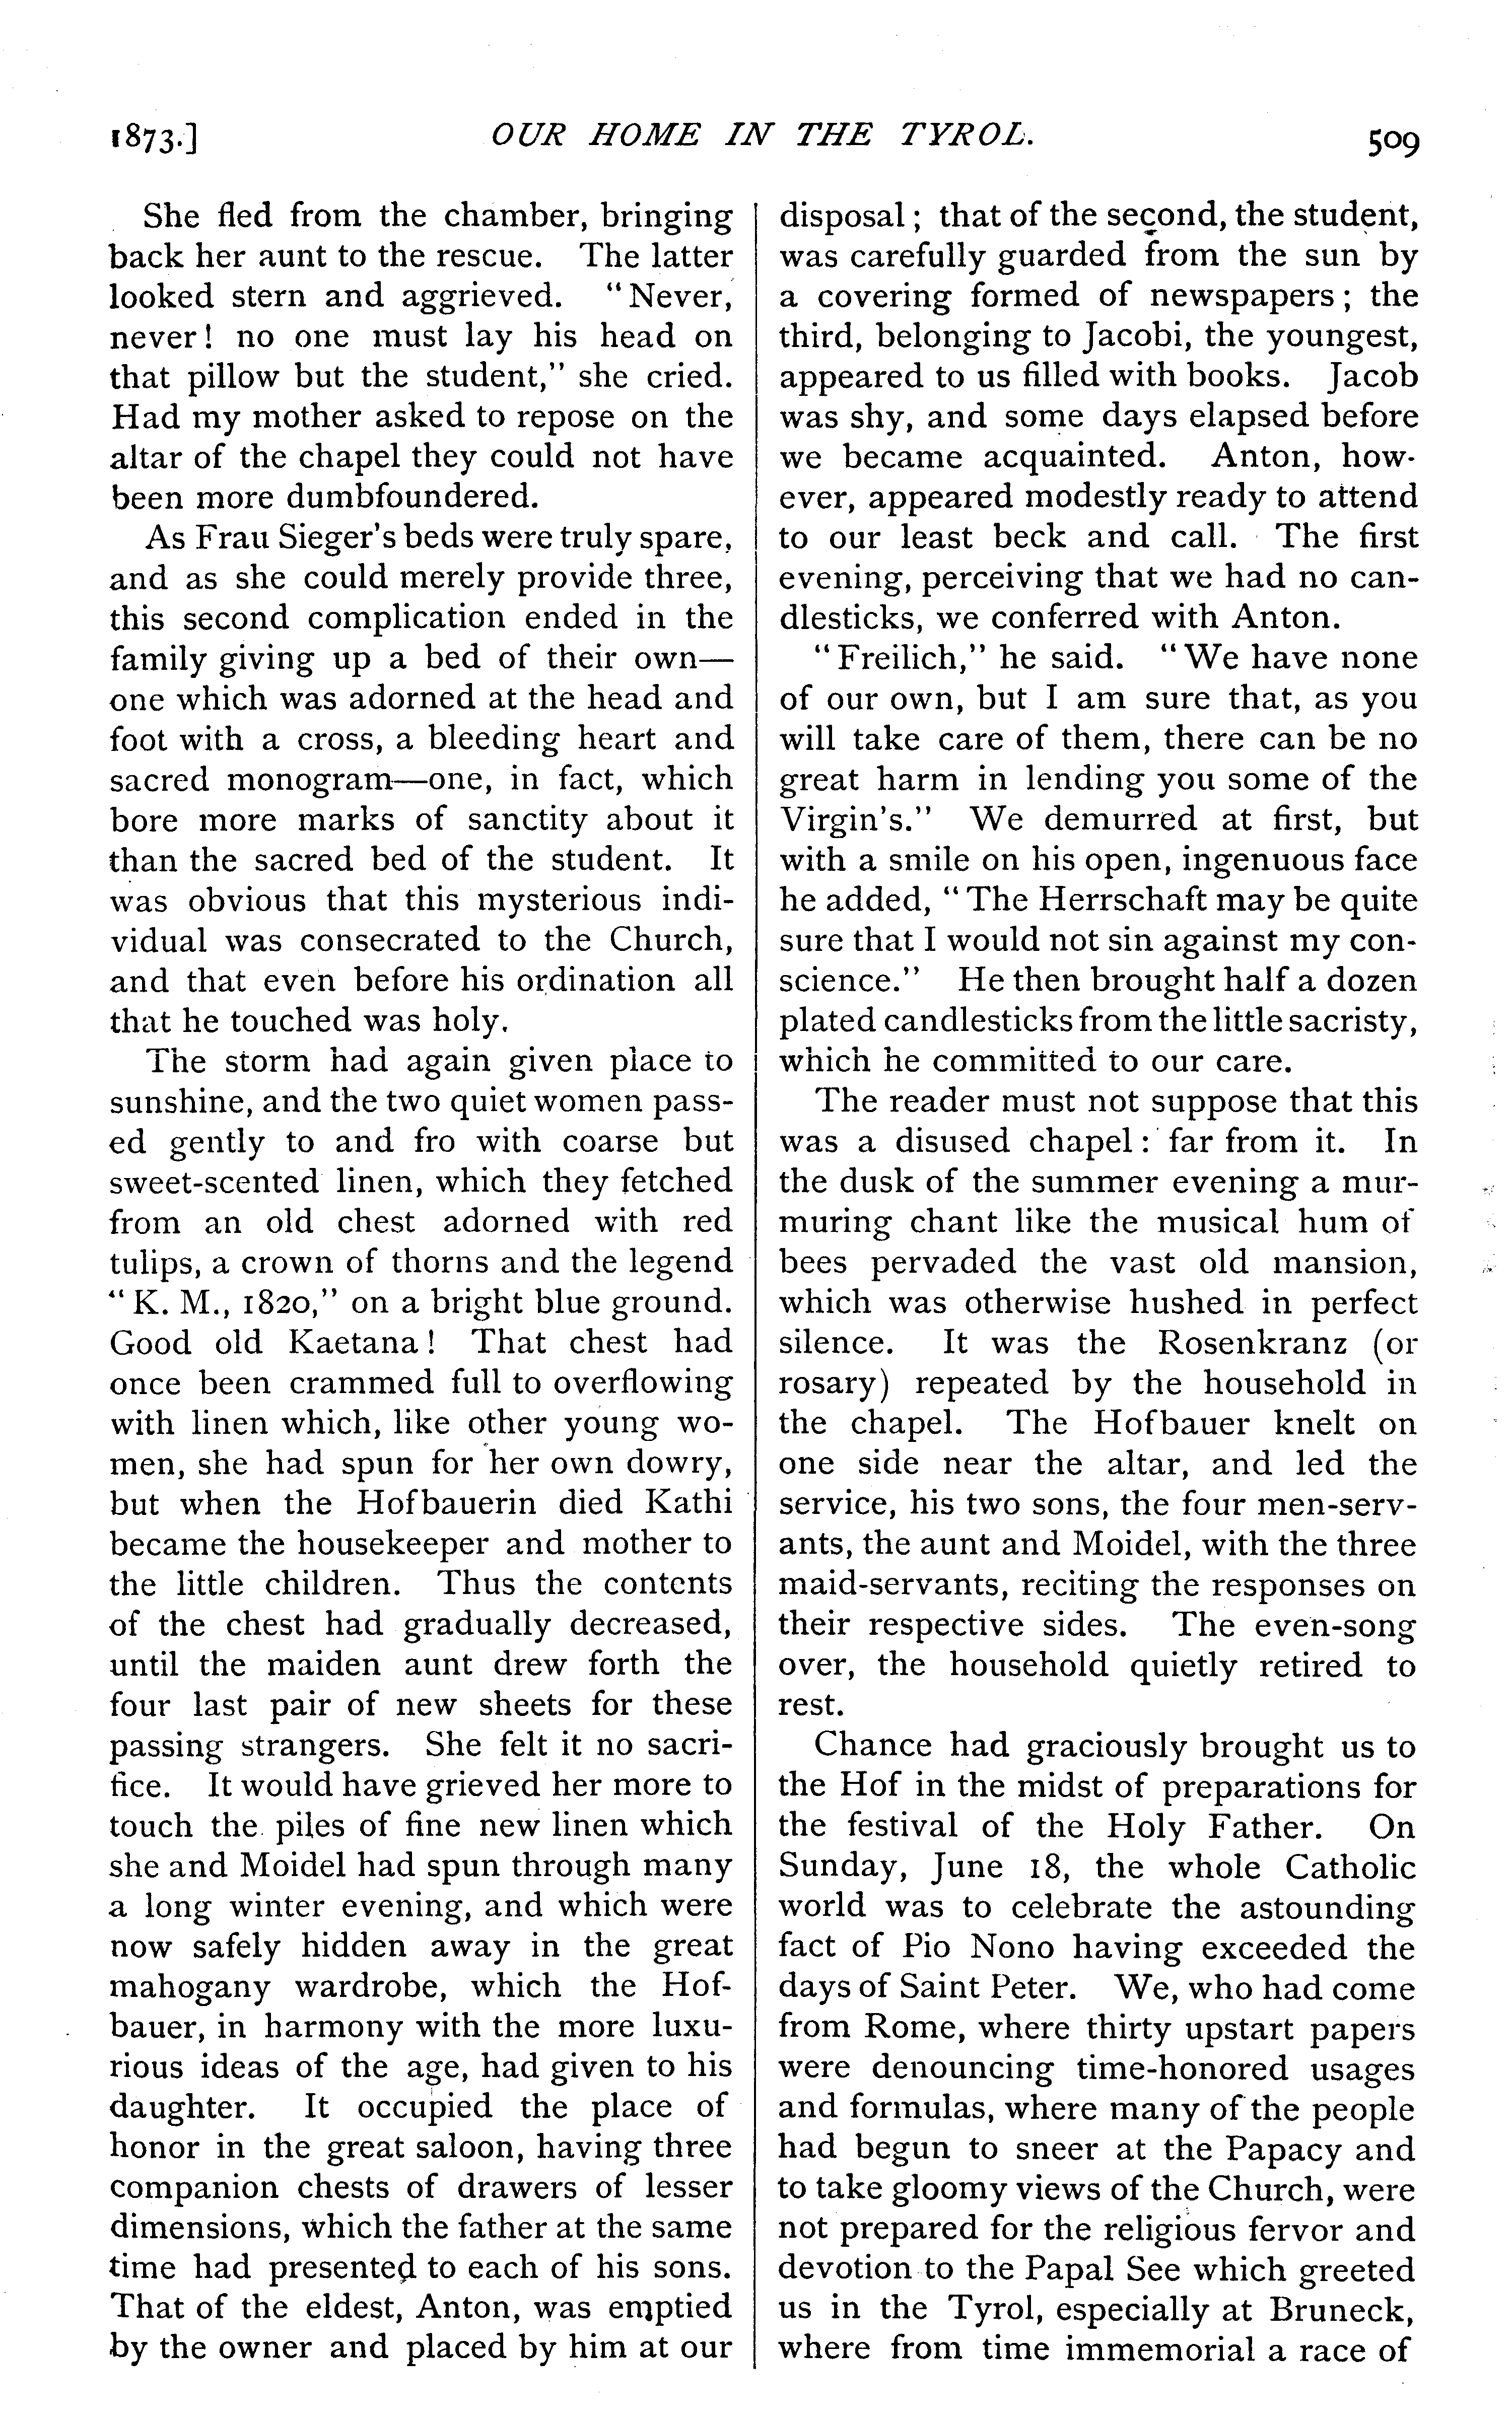 1873.] OUR HOME IN THE TYROL. 509
She fled from the chamber, bringing
back her aunt to the rescue. The latter
looked stern and aggrieved. "Never,
never! no one must lay his head on
that pillow but the student," she cried.
Had my mother asked to repose on the
altar of the chapel they could not have
been more dumbfoundered.
As Frau Sieger's beds were truly spare,
and as she could merely provide three,
this second complication ended in the
family giving up a bed of their own—
one which was adorned at the head and
foot with a cross, a bleeding heart and
sacred monogram—one, in fact, which
bore more marks of sanctity about it
than the sacred bed of the student. It
was obvious that this mysterious indi-
vidual was consecrated to the Church,
and that even before his ordination all
that he touched was holy.
The storm had again given place to
sunshine, and the two quiet women pass-
ed gently to and fro with coarse but
sweet-scented linen, which they fetched
from an old chest adorned with red
tulips, a crown of thorns and the legend
"K. M., 1820," on a bright blue ground.
Good old Kaetana! That chest had
once been crammed full to overflowing
with linen which, like other young wo-
men, she had spun for her own dowry,
but when the Hofbauerin died Kathi
became the housekeeper and mother to
the little children. Thus the contents
of the chest had gradually decreased,
until the maiden aunt drew forth the
four last pair of new sheets for these
passing strangers. She felt it no sacri-
fice. It would have grieved her more to
touch the piles of fine new linen which
she and Moidel had spun through many
a long winter evening, and which were
now safely hidden away in the great
mahogany wardrobe, which the Hof-
bauer, in harmony with the more luxu-
rious ideas of the age, had given to his
daughter. It occupied the place of
honor in the great saloon, having three
companion chests of drawers of lesser
dimensions, which the father at the same
time had presented to each of his sons.
That of the eldest, Anton, was emptied
by the owner and placed by him at our
disposal; that of the second, the student,
was carefully guarded from the sun by
a covering formed of newspapers; the
third, belonging to Jacobi, the youngest,
appeared to us filled with books. Jacob
was shy, and some days elapsed before
we became acquainted. Anton, how-
ever, appeared modestly ready to attend
to our least beck and call. The first
evening, perceiving that we had no can-
dlesticks, we conferred with Anton.
"Freilich," he said. "We have none
of our own, but I am sure that, as you
will take care of them, there can be no
great harm in lending you some of the
Virgin's." We demurred at first, but
with a smile on his open, ingenuous face
he added, "The Herrschaft may be quite
sure that I would not sin against my con-
science." He then brought half a dozen
plated candlesticks from the little sacristy,
which he committed to our care.
The reader must not suppose that this
was a disused chapel: far from it. In
the dusk of the summer evening a mur-
muring chant like the musical hum of
bees pervaded the vast old mansion,
which was otherwise hushed in perfect
silence. It was the Rosenkranz (or
rosary) repeated by the household in
the chapel. The Hofbauer knelt on
one side near the altar, and led the
service, his two sons, the four men-serv-
ants, the aunt and Moidel, with the three
maid-servants, reciting the responses on
their respective sides. The even-song
over, the household quietly retired to
rest.
Chance had graciously brought us to
the Hof in the midst of preparations for
the festival of the Holy Father. On
Sunday, June 18, the whole Catholic
world was to celebrate the astounding
fact of Pio Nono having exceeded the
days of Saint Peter. We, who had come
from Rome, where thirty upstart papers
were denouncing time-honored usages
and formulas, where many of the people
had begun to sneer at the Papacy and
to take gloomy views of the Church, were
not prepared for the religious fervor and
devotion to the Papal See which greeted
us in the Tyrol, especially at Bruneck,
where from time immemorial a race of